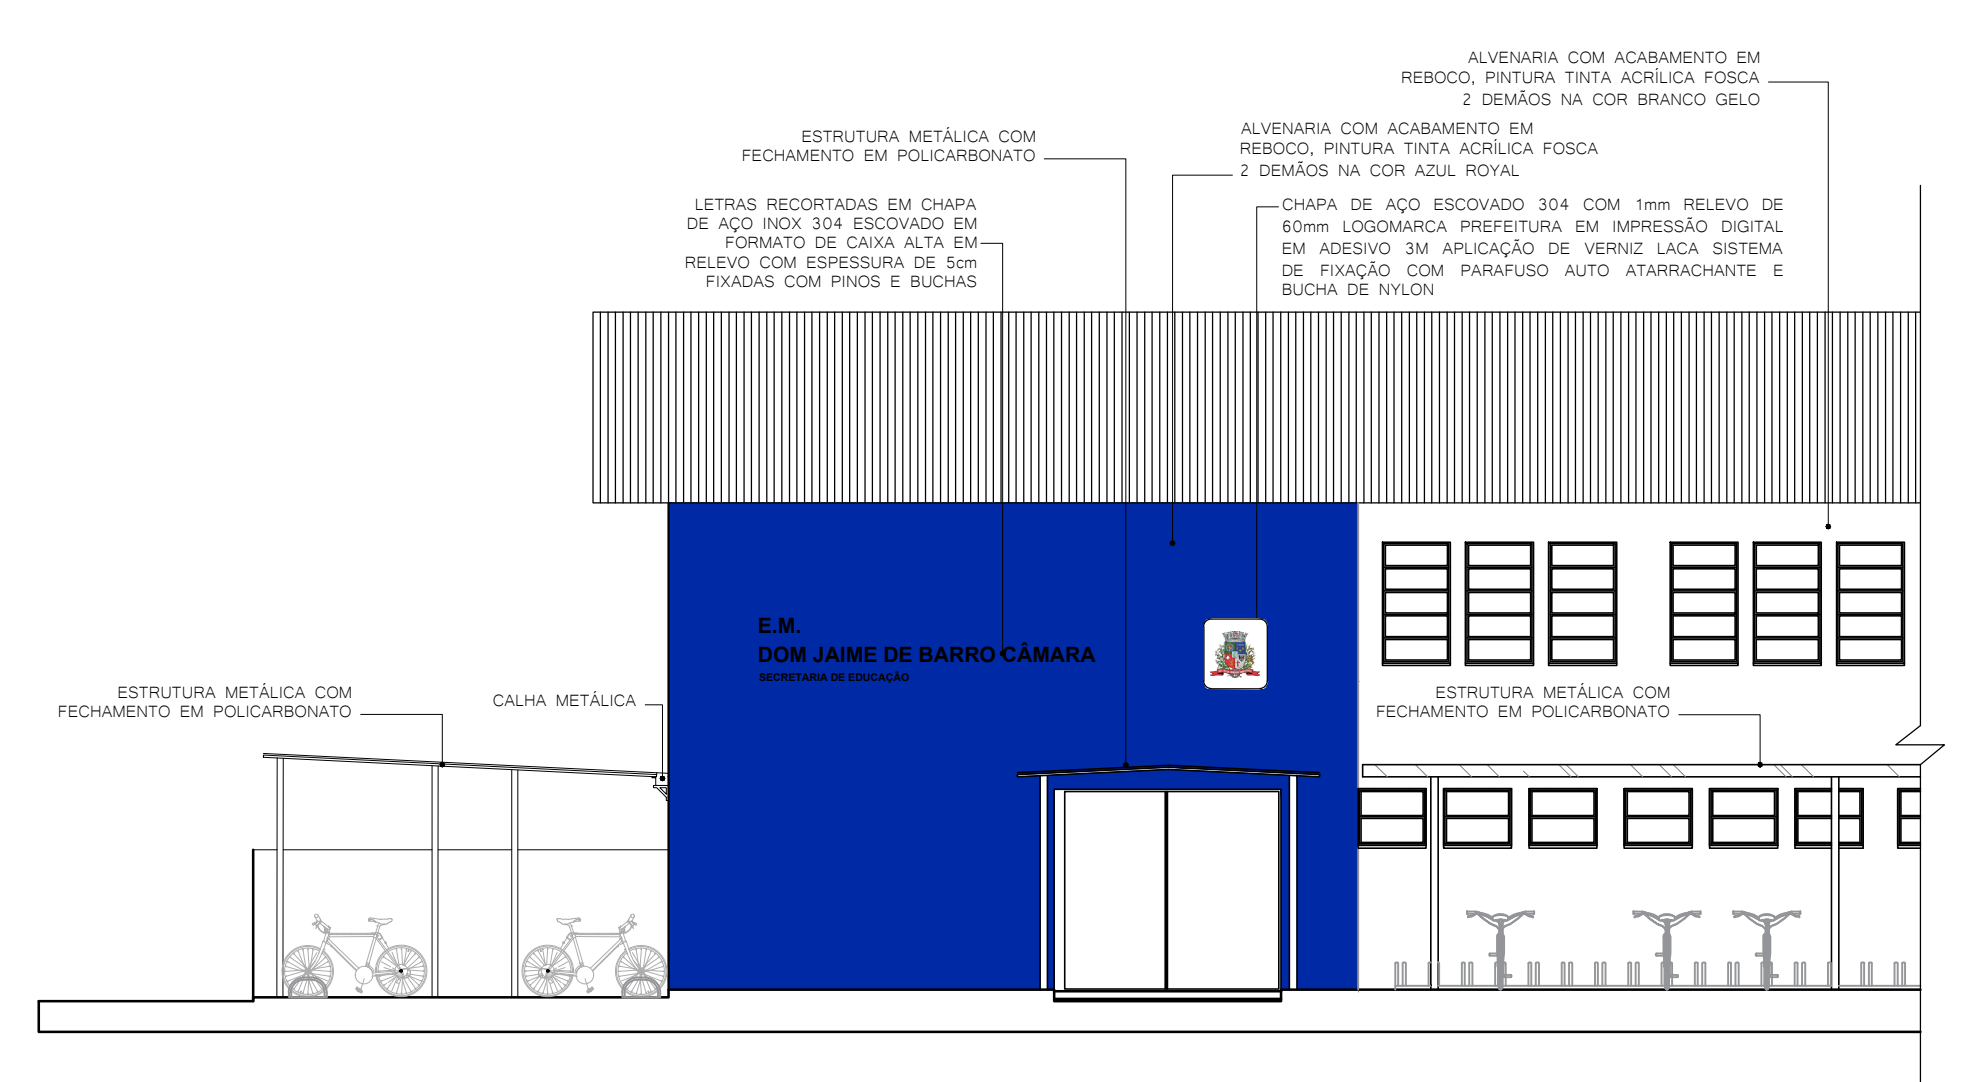 ALVENARIA COM ACABAMENTO EM
REBOCO, PINTURA TINTA ACRÍLICA FOSCA
2 DEMÃOS NA COR BRANCO GELO
ESTRUTURA METÁLICA COM
FECHAMENTO EM POLICARBONATO
ALVENARIA COM ACABAMENTO EM
REBOCO, PINTURA TINTA ACRÍLICA FOSCA
2 DEMÃOS NA COR AZUL ROYAL
LETRAS RECORTADAS EM CHAPA
DE AÇO INOX 304 ESCOVADO EM
FORMATO DE CAIXA ALTA EM
RELEVO COM ESPESSURA DE 5cm
FIXADAS COM PINOS E BUCHAS
CHAPA DE AÇO ESCOVADO 304 COM 1mm RELEVO DE
60mm LOGOMARCA PREFEITURA EM IMPRESSÃO DIGITAL
EM ADESIVO 3M APLICAÇÃO DE VERNIZ LACA SISTEMA
DE FIXAÇÃO COM PARAFUSO AUTO ATARRACHANTE E
BUCHA DE NYLON
E.M.
DOM JAIME DE BARRO CÂMARA
SECRETARIA DE EDUCAÇÃO
ESTRUTURA METÁLICA COM
FECHAMENTO EM POLICARBONATO
CALHA METÁLICA
ESTRUTURA METÁLICA COM
FECHAMENTO EM POLICARBONATO